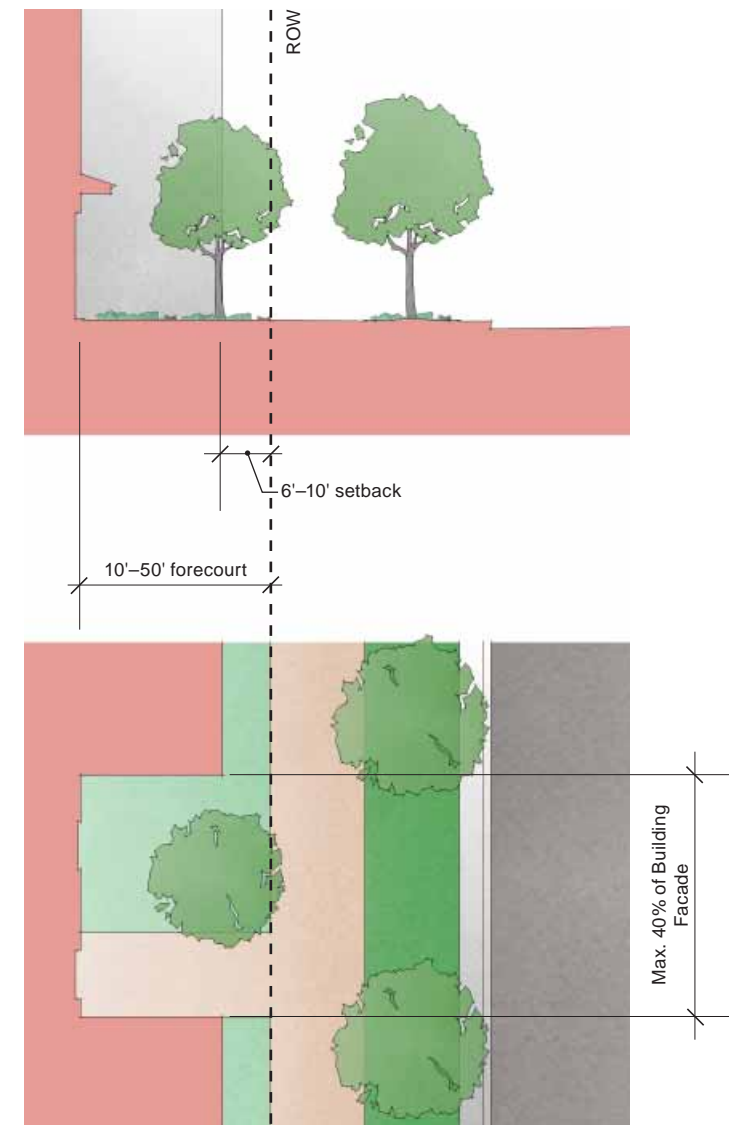 ROW
6'–10' setback
10'–50' forecourt
Max. 40% of Building
Facade